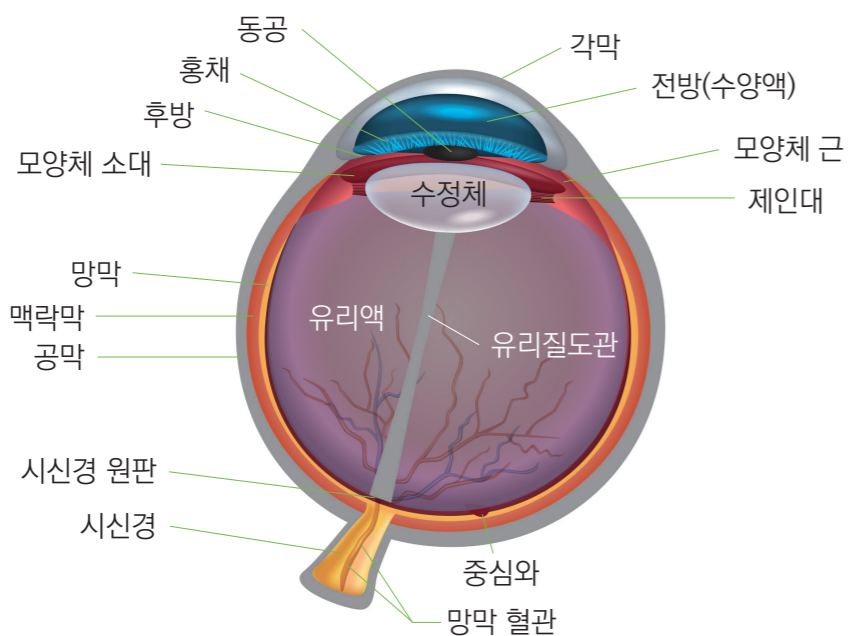 동공
각막
홍채
전방(수양액)
후방
모양체 근
모양체 소대
수정체
제인대
망막
맥락막
유리액
유리질도관
공막
시신경 원판
시신경
중심와
망막 혈관